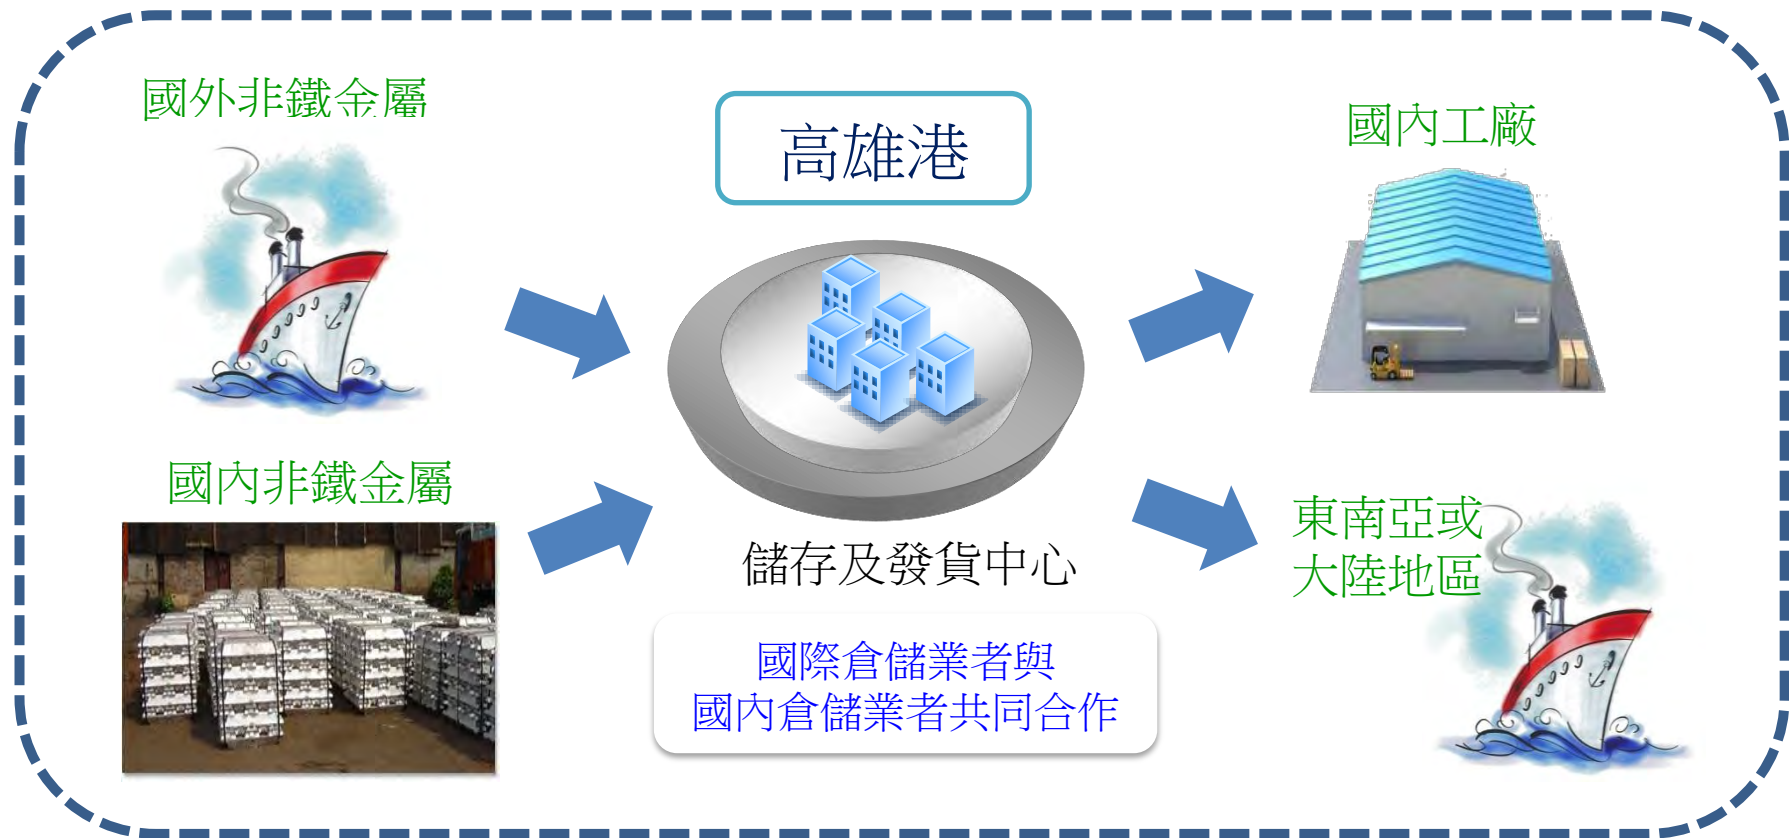 國外非鐵金屬
高雄港
國內工廠
國內非鐵金屬
儲存及發貨中心
東南亞或
大陸地區
國際倉儲業者與
國內倉儲業者共同合作